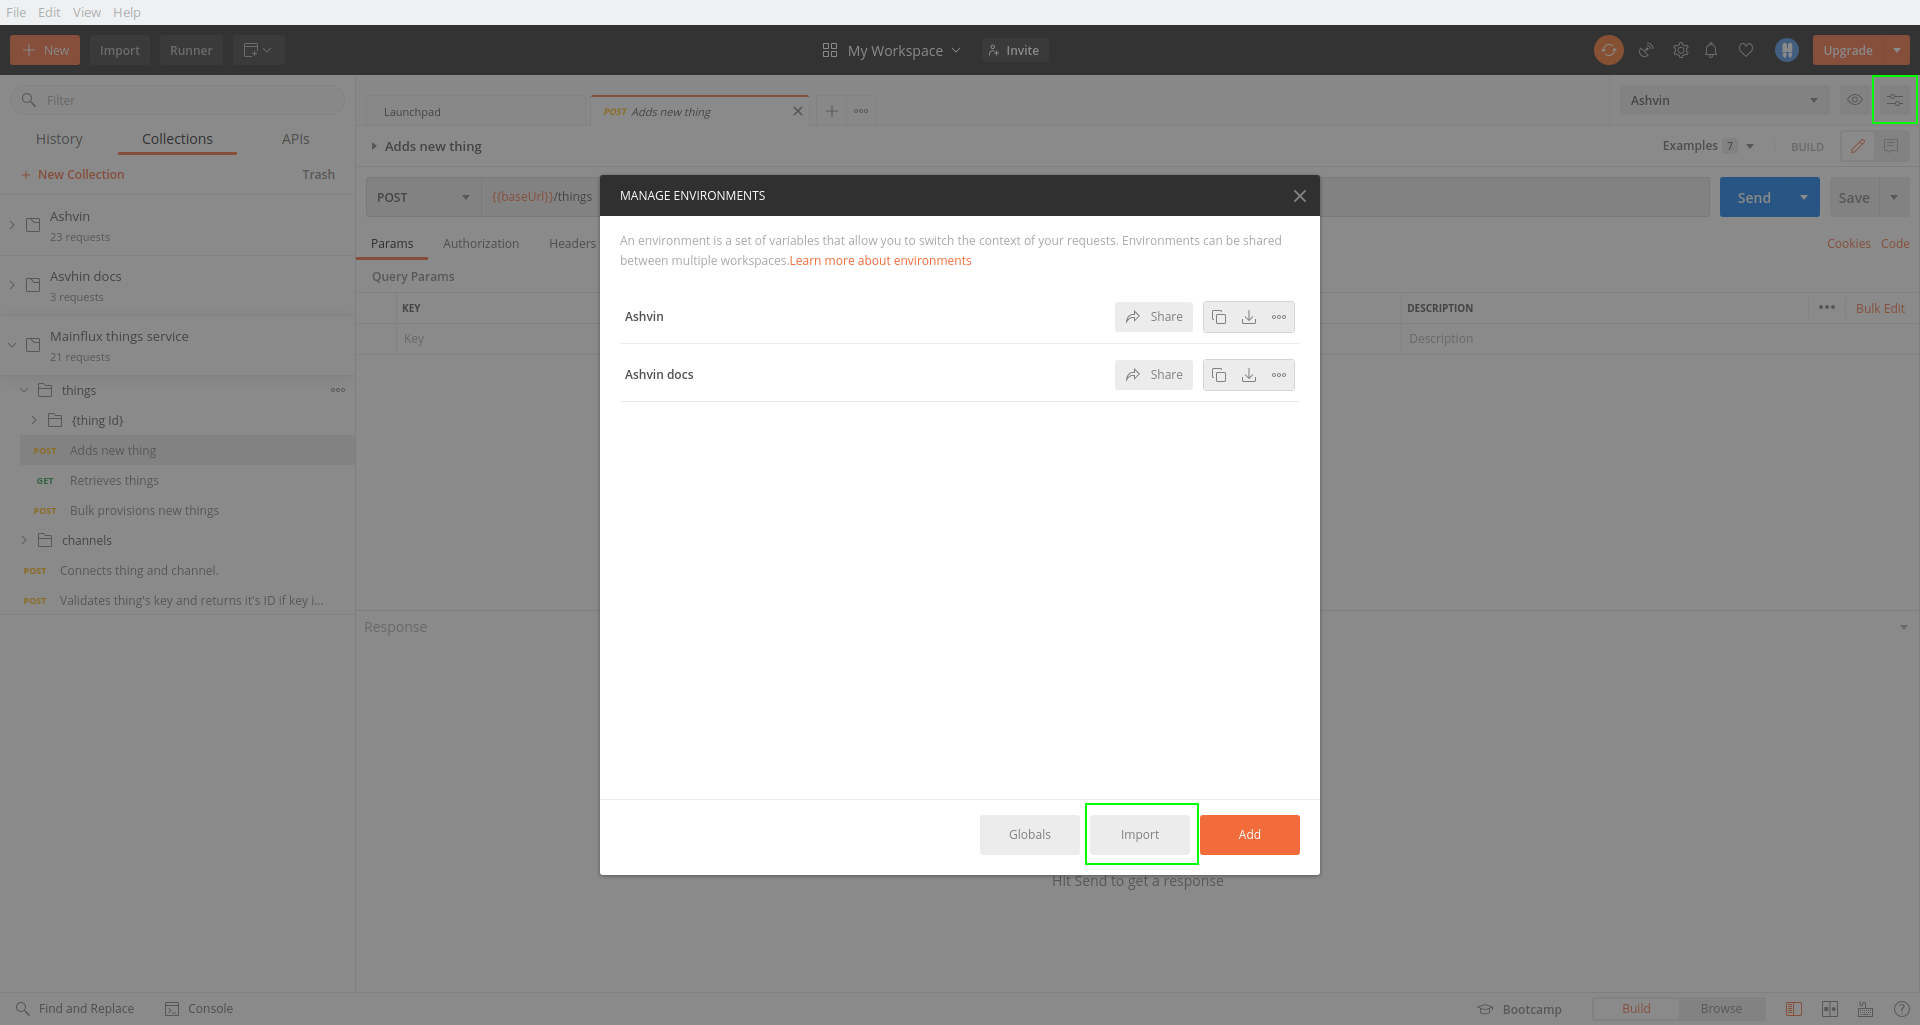 File Edit View Help
New Import Runner My Workspace Invite Upgrade
Filter
History Collections APIs
New Collection Trash
Ashvin
23 requests
Asvhin docs
3 requests
Mainflux things service
21 requests
things
{thing Id}
POST Adds new thing
GET Retrieves things
POST Bulk provisions new things
channels
POST Connects thing and channel.
POST Validates thing's key and returns it's ID if key i...
Launchpad POST Adds new thing Ashvin
Adds new thing Examples 7 BUILD
POST {{baseUrl}}/things Send Save
Params Authorization Headers Cookies Code
Query Params
KEY DESCRIPTION Bulk Edit
Key Description
Response
MANAGE ENVIRONMENTS
An environment is a set of variables that allow you to switch the context of your requests. Environments can be shared
between multiple workspaces.Learn more about environments
Ashvin Share
Ashvin docs Share
Globals Import Add
Hit Send to get a response
Find and Replace Console Bootcamp Build Browse